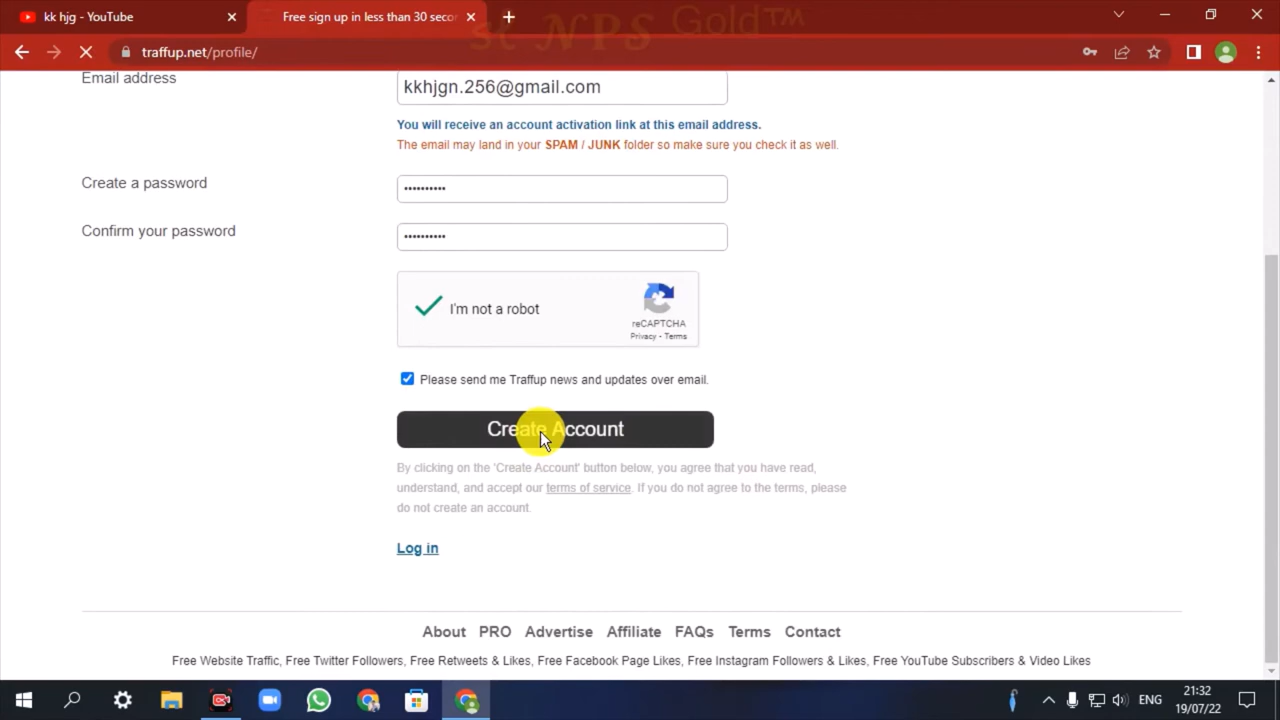 kk hjg - YouTube
Free sign up in less than 30 secon
st NPS Gold™
traffup.net/profile/
Email address
kkhjgn.256@gmail.com
You will receive an account activation link at this email address.
The email may land in your SPAM / JUNK folder so make sure you check it as well.
Create a password
••••••••••
Confirm your password
••••••••••
I'm not a robot
reCAPTCHA
Privacy - Terms
Please send me Traffup news and updates over email.
Create Account
By clicking on the 'Create Account' button below, you agree that you have read,
understand, and accept our terms of service. If you do not agree to the terms, please
do not create an account.
Log in
About PRO Advertise Affiliate FAQs Terms Contact
Free Website Traffic, Free Twitter Followers, Free Retweets & Likes, Free Facebook Page Likes, Free Instagram Followers & Likes, Free YouTube Subscribers & Video Likes
ENG
21:32
19/07/22